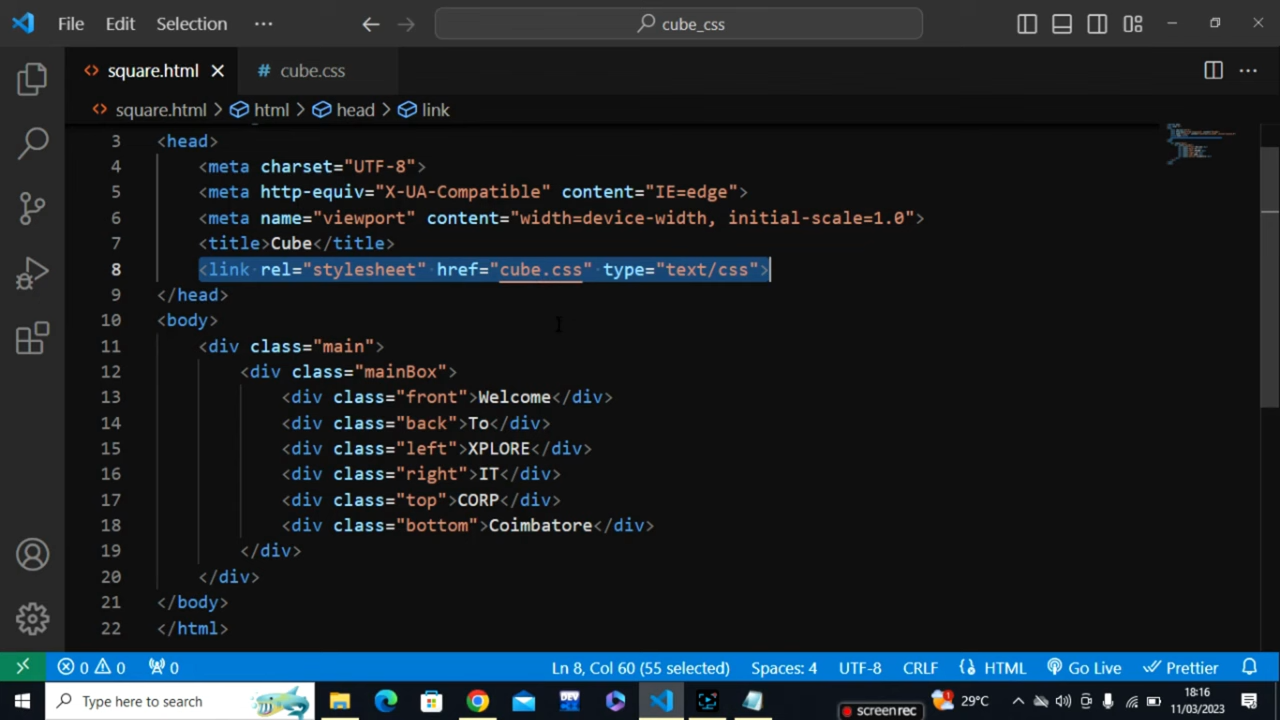 File Edit Selection ··· cube_css
square.html # cube.css
square.html > html > head > link
3 <head>
4 <meta charset="UTF-8">
5 <meta http-equiv="X-UA-Compatible" content="IE=edge">
6 <meta name="viewport" content="width=device-width, initial-scale=1.0">
7 <title>Cube</title>
8 <link rel="stylesheet" href="cube.css" type="text/css">
9 </head>
10 <body>
11 <div class="main">
12 <div class="mainBox">
13 <div class="front">Welcome</div>
14 <div class="back">To</div>
15 <div class="left">XPLORE</div>
16 <div class="right">IT</div>
17 <div class="top">CORP</div>
18 <div class="bottom">Coimbatore</div>
19 </div>
20 </div>
21 </body>
22 </html>
0 0 0 Ln 8, Col 60 (55 selected) Spaces: 4 UTF-8 CRLF HTML Go Live Prettier
Type here to search DEV 1 29°C 18:16
screen rec 11/03/2023